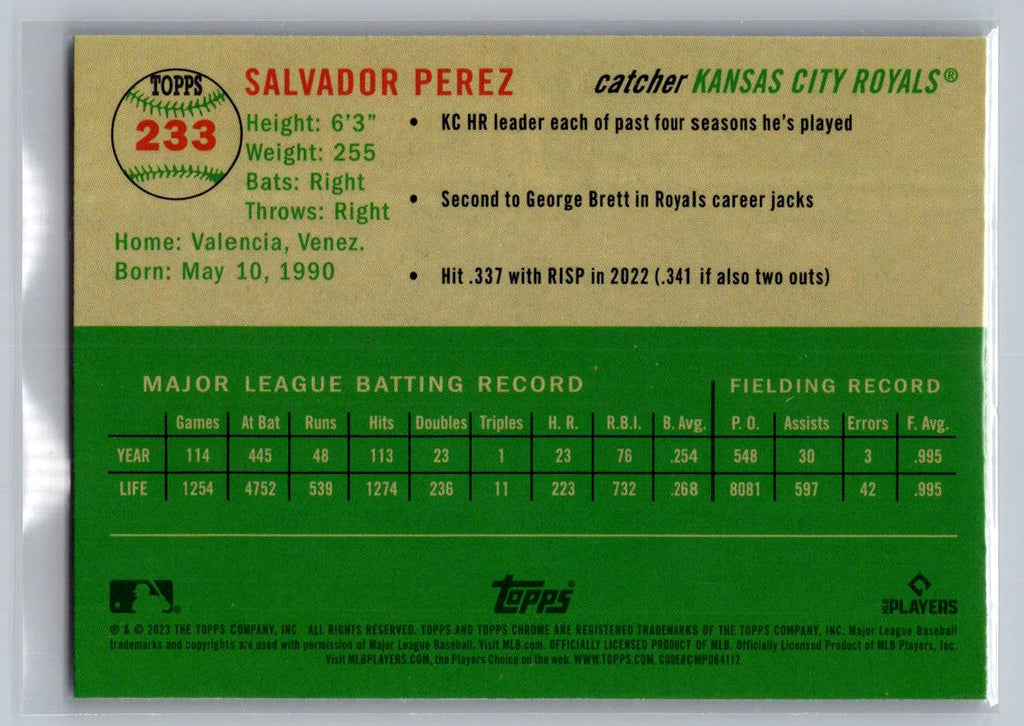 TOPPS
233
SALVADOR PEREZ
catcher KANSAS CITY ROYALS®
Height: 6'3"
Weight: 255
Bats: Right
Throws: Right
Home: Valencia, Venez.
Born: May 10, 1990
• KC HR leader each of past four seasons he's played
• Second to George Brett in Royals career jacks
• Hit .337 with RISP in 2022 (.341 if also two outs)
MAJOR LEAGUE BATTING RECORD FIELDING RECORD
Games At Bat Runs Hits Doubles Triples H. R. R.B.I. B. Avg. P. O. Assists Errors F. Avg.
YEAR 114 445 48 113 23 1 23 76 .254 548 30 3 .995
LIFE 1254 4752 539 1274 236 11 223 732 .268 8081 597 42 .995
Topps®
MLB PLAYERS
® & © 2023 THE TOPPS COMPANY, INC. ALL RIGHTS RESERVED. TOPPS AND TOPPS CHROME ARE REGISTERED TRADEMARKS OF THE TOPPS COMPANY, INC. Major League Baseball
trademarks and copyrights are used with permission of Major League Baseball. Visit MLB.com. OFFICIALLY LICENSED PRODUCT OF MLB. Officially Licensed Product of MLB Players, Inc.
Visit MLBPLAYERS.COM, the Players Choice on the web. WWW.TOPPS.COM. CODE#CMP084112